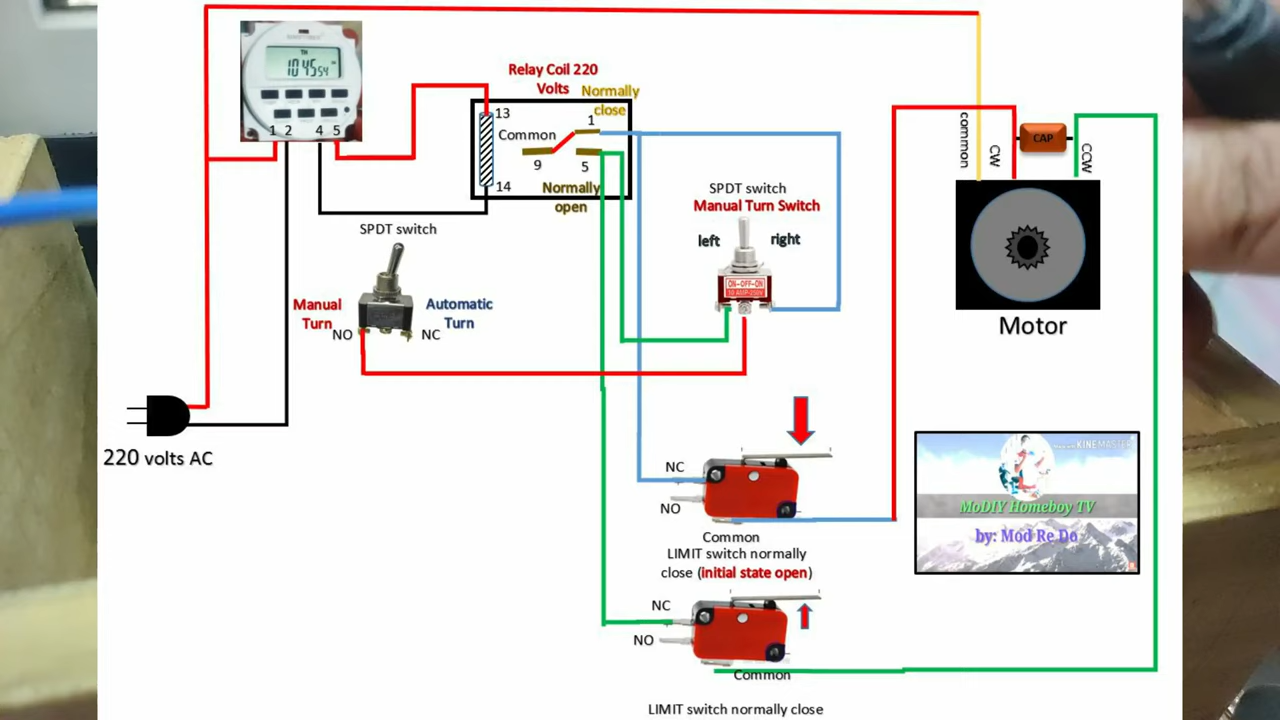 TH
10:45 54
1 2 4 5
Relay Coil 220
Volts
Normally
close
13
1
Common
9
5
14
Normally
open
SPDT switch
Manual
Turn
Automatic
Turn
NO
NC
SPDT switch
Manual Turn Switch
left
right
ON-OFF-ON
common
CW
CAP
CCW
Motor
220 volts AC
NC
NO
Common
LIMIT switch normally
close (initial state open)
NC
NO
Common
LIMIT switch normally close
KINEMASTER
MoDIY Homeboy TV
by: Mod Re Do